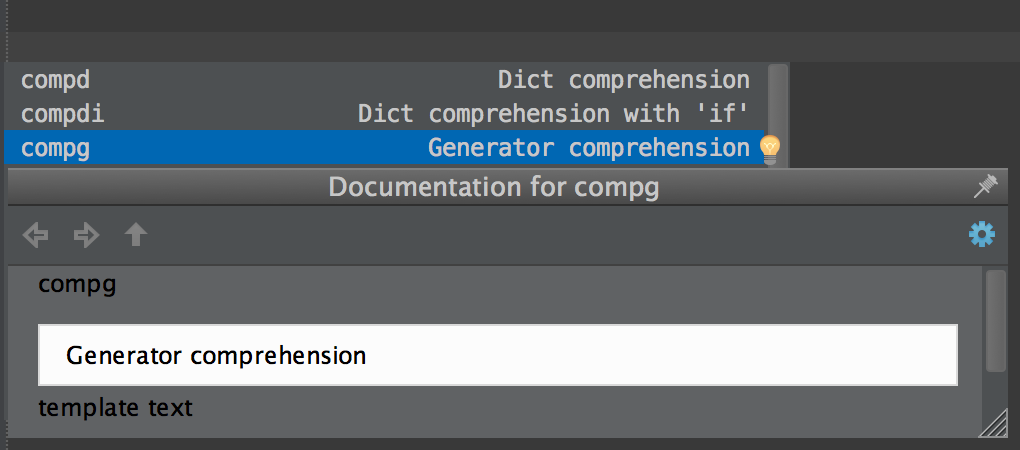 compd Dict comprehension
compdi Dict comprehension with 'if'
compg Generator comprehension
Documentation for compg
compg
Generator comprehension
template text